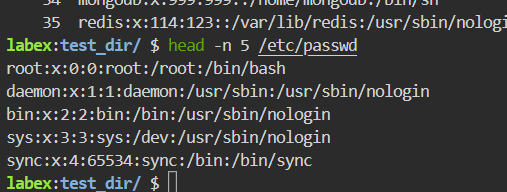 34 mongodb:x:999:999::/home/mongodb:/bin/sh
35 redis:x:114:123::/var/lib/redis:/usr/sbin/nologin
labex:test_dir/ $ head -n 5 /etc/passwd
root:x:0:0:root:/root:/bin/bash
daemon:x:1:1:daemon:/usr/sbin:/usr/sbin/nologin
bin:x:2:2:bin:/bin:/usr/sbin/nologin
sys:x:3:3:sys:/dev:/usr/sbin/nologin
sync:x:4:65534:sync:/bin:/bin/sync
labex:test_dir/ $